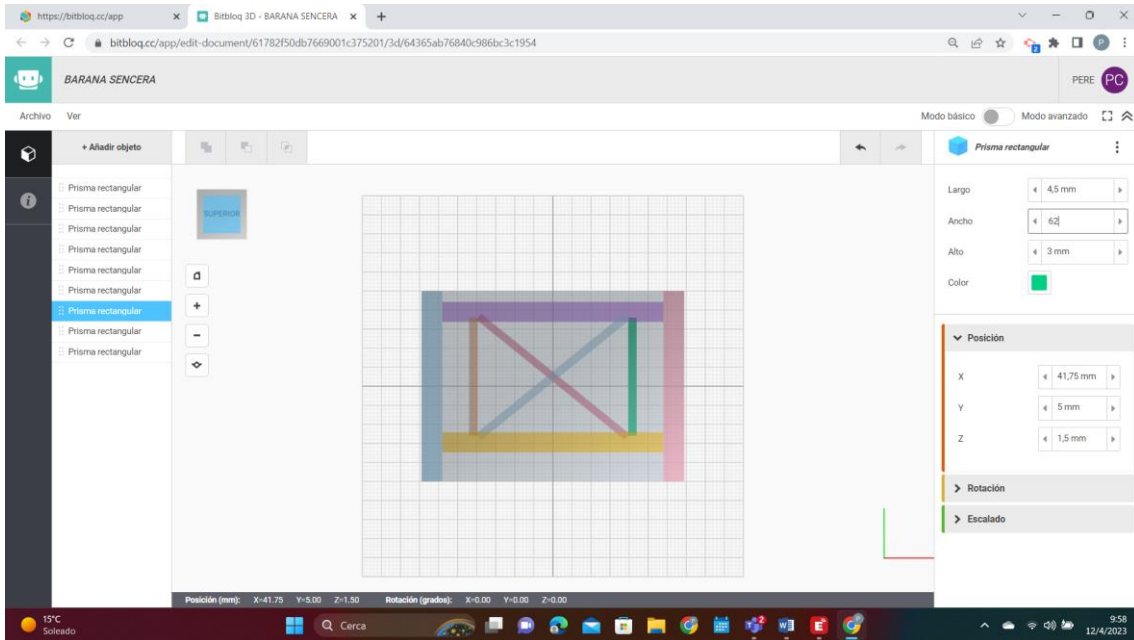 https://bitbloq.cc/app
Bitbloq 3D - BARANA SENCERA
bitbloq.cc/app/edit-document/61782f50db7669001c375201/3d/64365ab76840c986bc3c1954
P
BARANA SENCERA
PERE PC
Archivo Ver
Modo básico Modo avanzado
+ Añadir objeto
Prisma rectangular
Prisma rectangular
Prisma rectangular
Prisma rectangular
Prisma rectangular
Prisma rectangular
Prisma rectangular
Prisma rectangular
Prisma rectangular
SUPERIOR
Prisma rectangular
Largo 4,5 mm
Ancho 62
Alto 3 mm
Color
Posición
X 41,75 mm
Y 5 mm
Z 1,5 mm
Rotación
Escalado
Posición (mm): X=41.75 Y=5.00 Z=1.50 Rotación (grados): X=0.00 Y=0.00 Z=0.00
15°C
Soleado
Cerca
9:58
12/4/2023